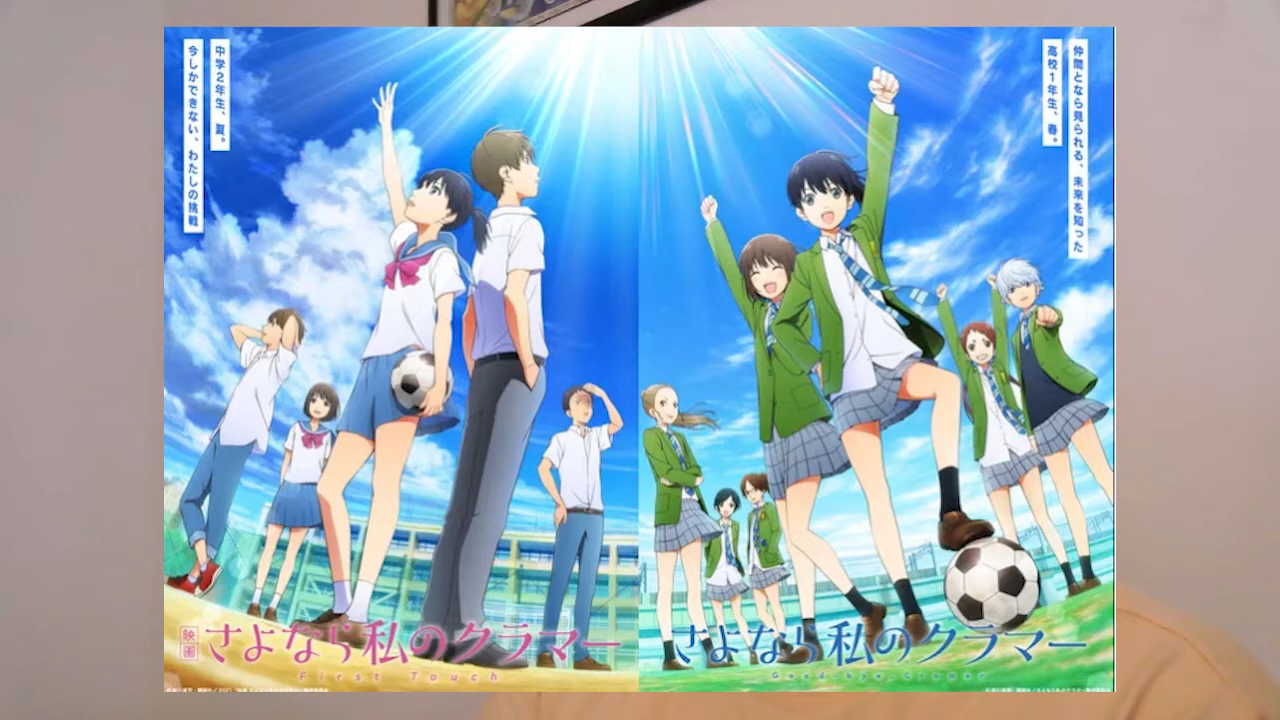 中学2年生、夏。
今しかできない、わたしの挑戦
映画
さよなら私のクラマー
First Touch
仲間となら見られる、未来を知った
高校1年生、春。
さよなら私のクラマー
Good-bye, Cramer